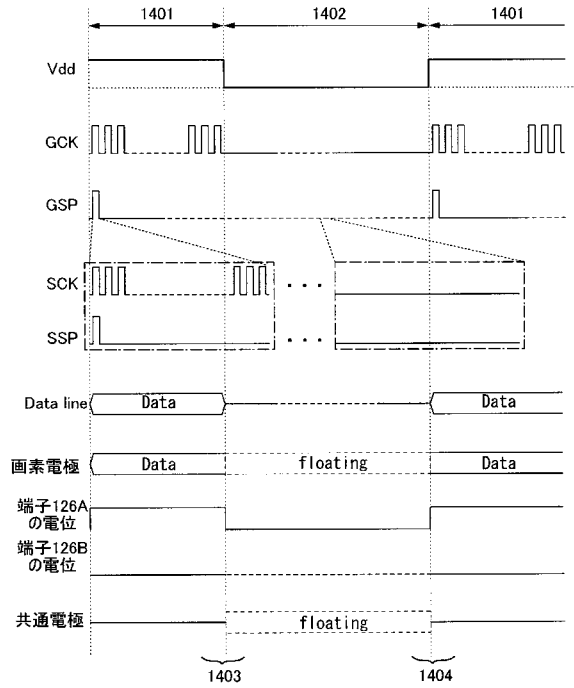 1401 1402 1401
Vdd
GCK
GSP
SCK
SSP
Data line Data Data
画素電極 Data floating Data
端子126A
の電位
端子126B
の電位
共通電極 floating
1403 1404